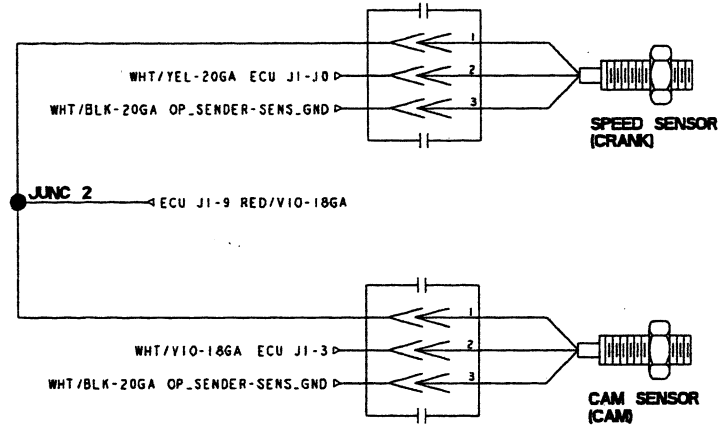 1
WHT/YEL-20GA ECU J1-J0 2
WHT/BLK-20GA OP_SENDER-SENS_GND 3
SPEED SENSOR
(CRANK)
JUNC 2
ECU J1-9 RED/VIO-18GA
1
WHT/VIO-18GA ECU J1-3 2
WHT/BLK-20GA OP_SENDER-SENS_GND 3
CAM SENSOR
(CAM)